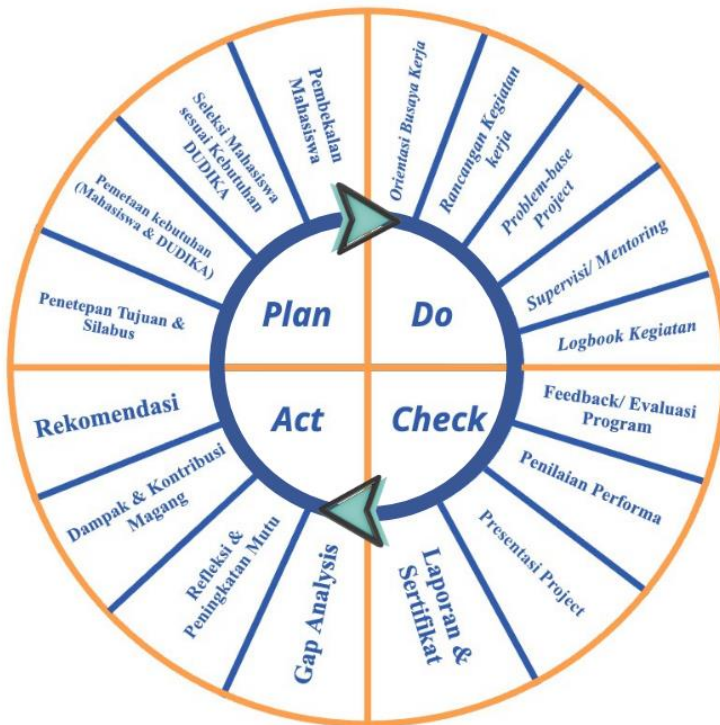 Penetepan Tujuan &
Silabus
Pemetaan kebutuhan
(Mahasiswa & DUDIKA)
Seleksi Mahasiswa
sesuai Kebutuhan
DUDIKA
Pembekalan
Mahasiswa
Orientasi Busaya Kerja
Rancangan Kegiatan
kerja
Problem-base
Project
Supervisi/ Mentoring
Logbook Kegiatan
Plan
Do
Act
Check
Feedback/ Evaluasi
Program
Penilaian Performa
Presentasi Project
Laporan &
Sertifikat
Gap Analysis
Refleksi &
Peningkatan Mutu
Dampak & Kontribusi
Magang
Rekomendasi